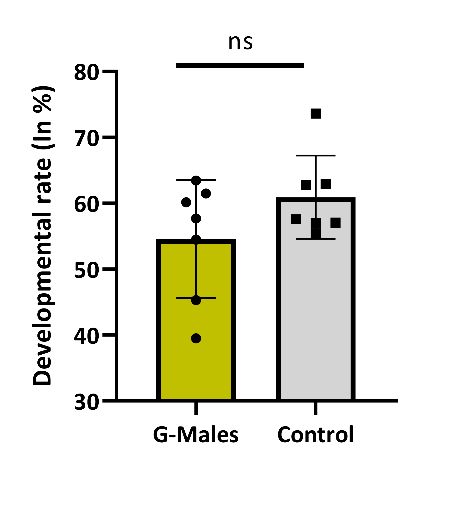 ns
Developmental rate (In %)
80
70
60
50
40
30
G-Males
Control